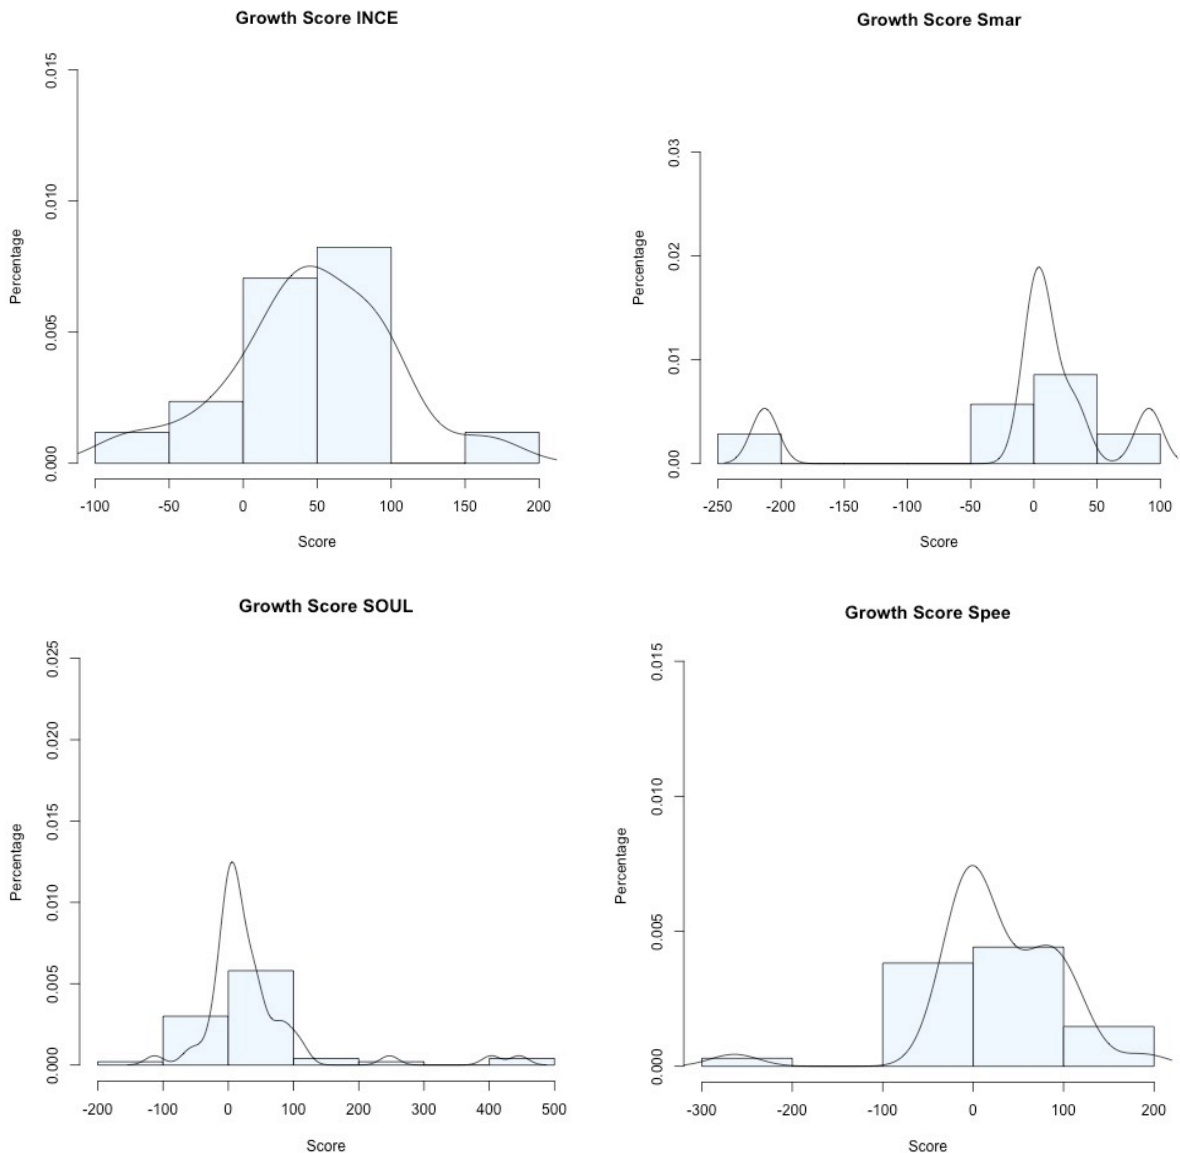 Growth Score INCE
Percentage
0.015
0.010
0.005
0.000
-100 -50 0 50 100 150 200
Score
Growth Score Smar
Percentage
0.03
0.02
0.01
0.00
-250 -200 -150 -100 -50 0 50 100
Score
Growth Score SOUL
Percentage
0.025
0.020
0.015
0.010
0.005
0.000
-200 -100 0 100 200 300 400 500
Score
Growth Score Spee
Percentage
0.015
0.010
0.005
0.000
-300 -200 -100 0 100 200
Score